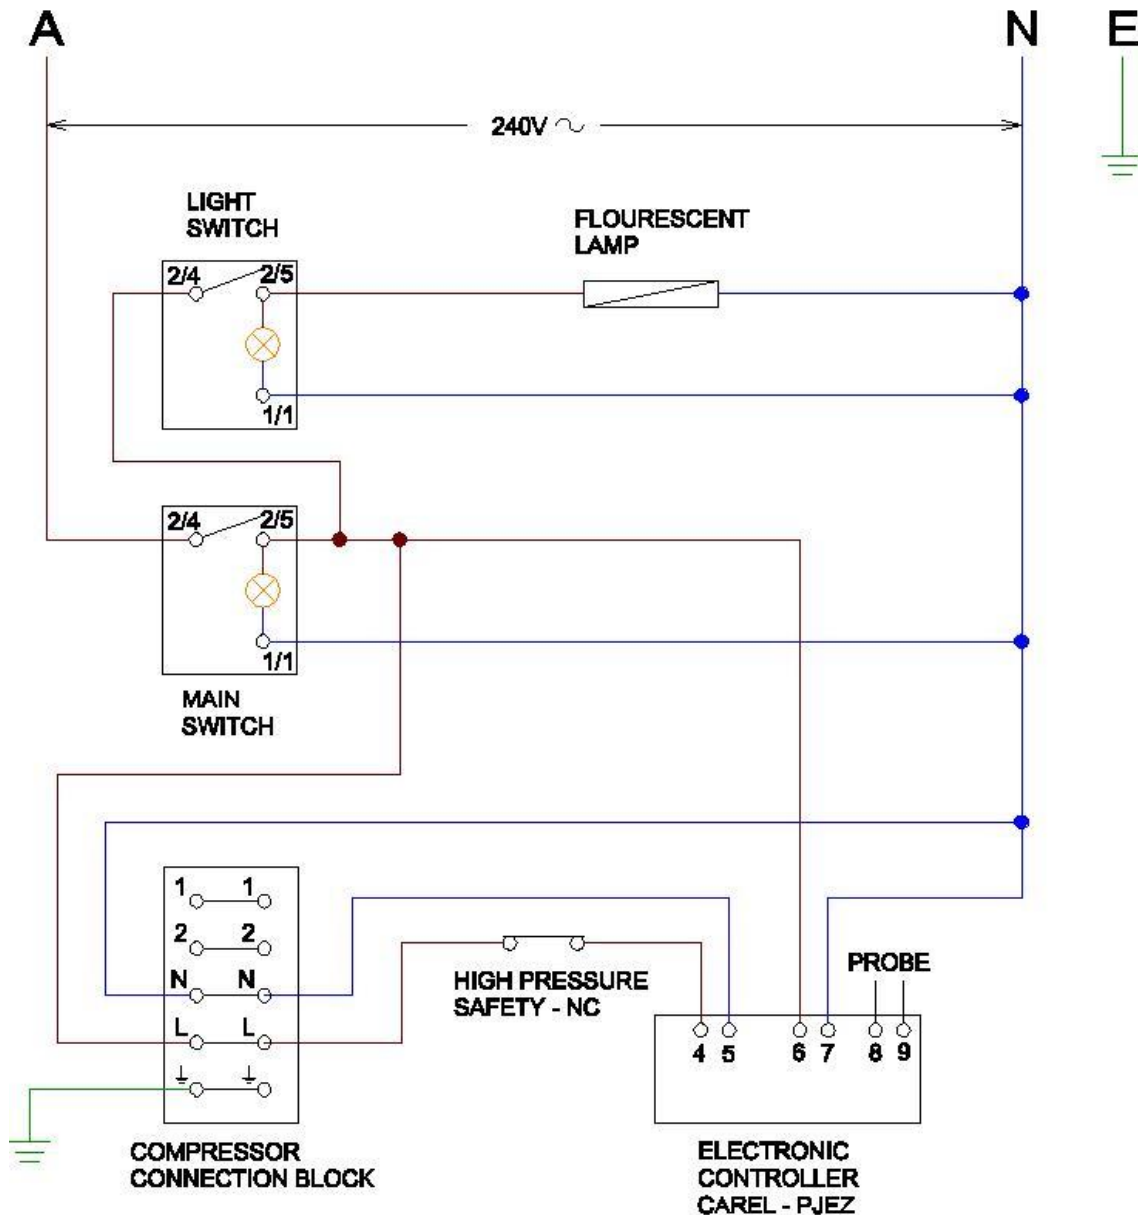 A
N
E
240V
LIGHT
SWITCH
FLOURESCENT
LAMP
2/4 2/5
1/1
2/4 2/5
1/1
MAIN
SWITCH
1 1
2 2
N N
L L
HIGH PRESSURE
SAFETY - NC
PROBE
4 5 6 7 8 9
COMPRESSOR
CONNECTION BLOCK
ELECTRONIC
CONTROLLER
CAREL - PJEZ